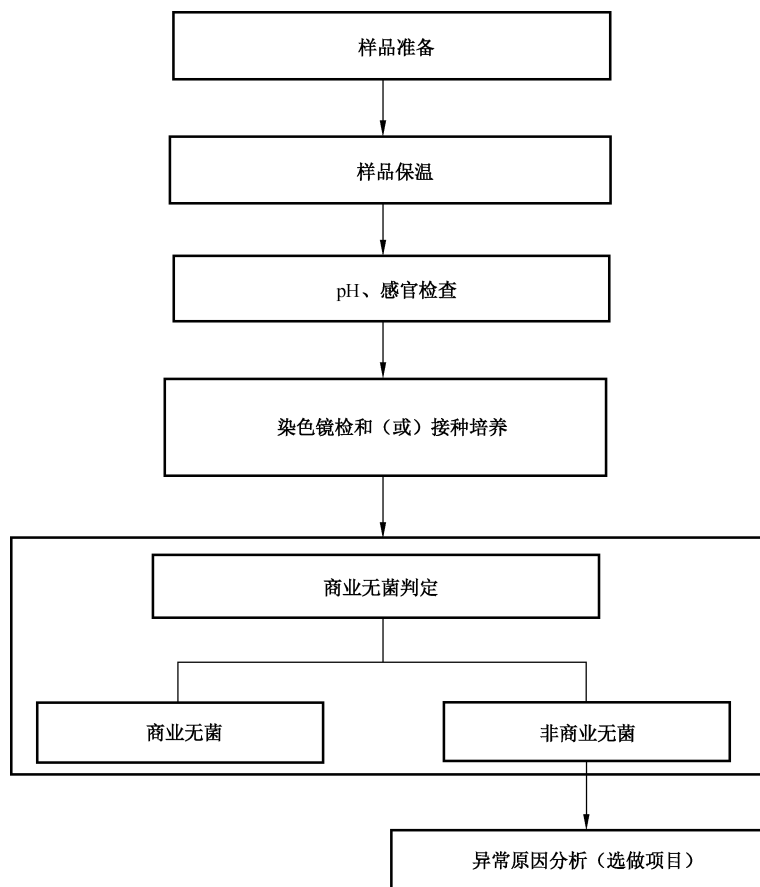 样品准备
样品保温
pH、感官检查
染色镜检和（或）接种培养
商业无菌判定
商业无菌
非商业无菌
异常原因分析（选做项目）